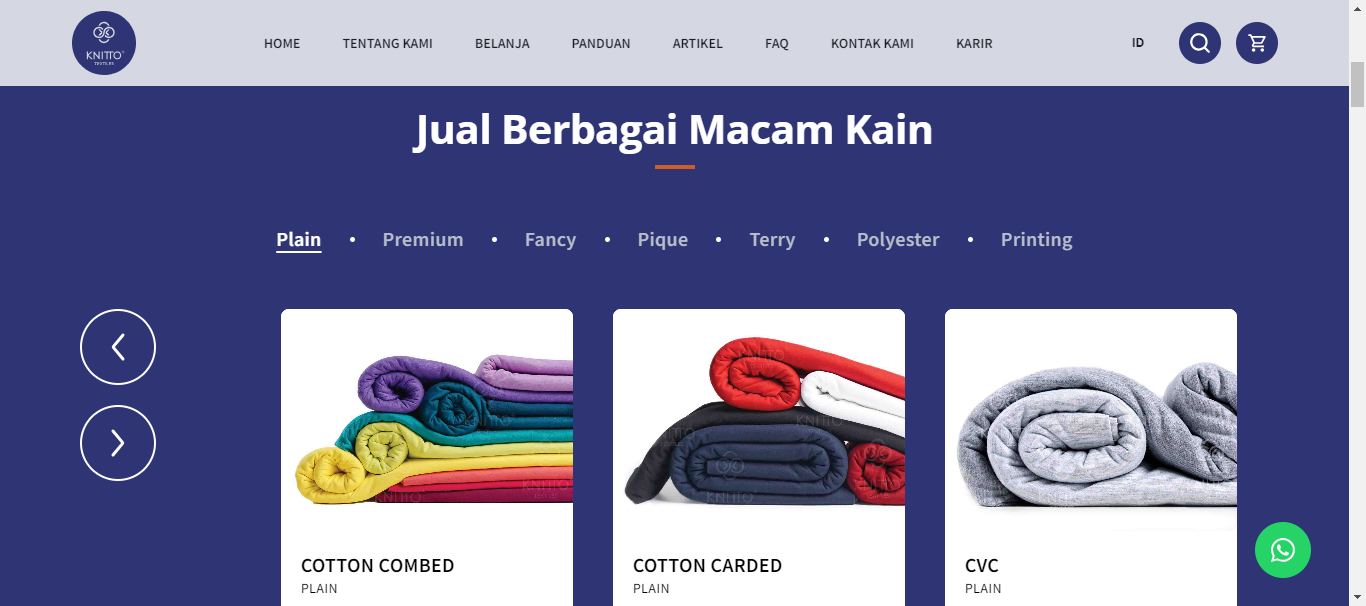 KNITTO
TEXTILES
HOME
TENTANG KAMI
BELANJA
PANDUAN
ARTIKEL
FAQ
KONTAK KAMI
KARIR
ID
Jual Berbagai Macam Kain
Plain • Premium • Fancy • Pique • Terry • Polyester • Printing
COTTON COMBED
PLAIN
COTTON CARDED
PLAIN
CVC
PLAIN